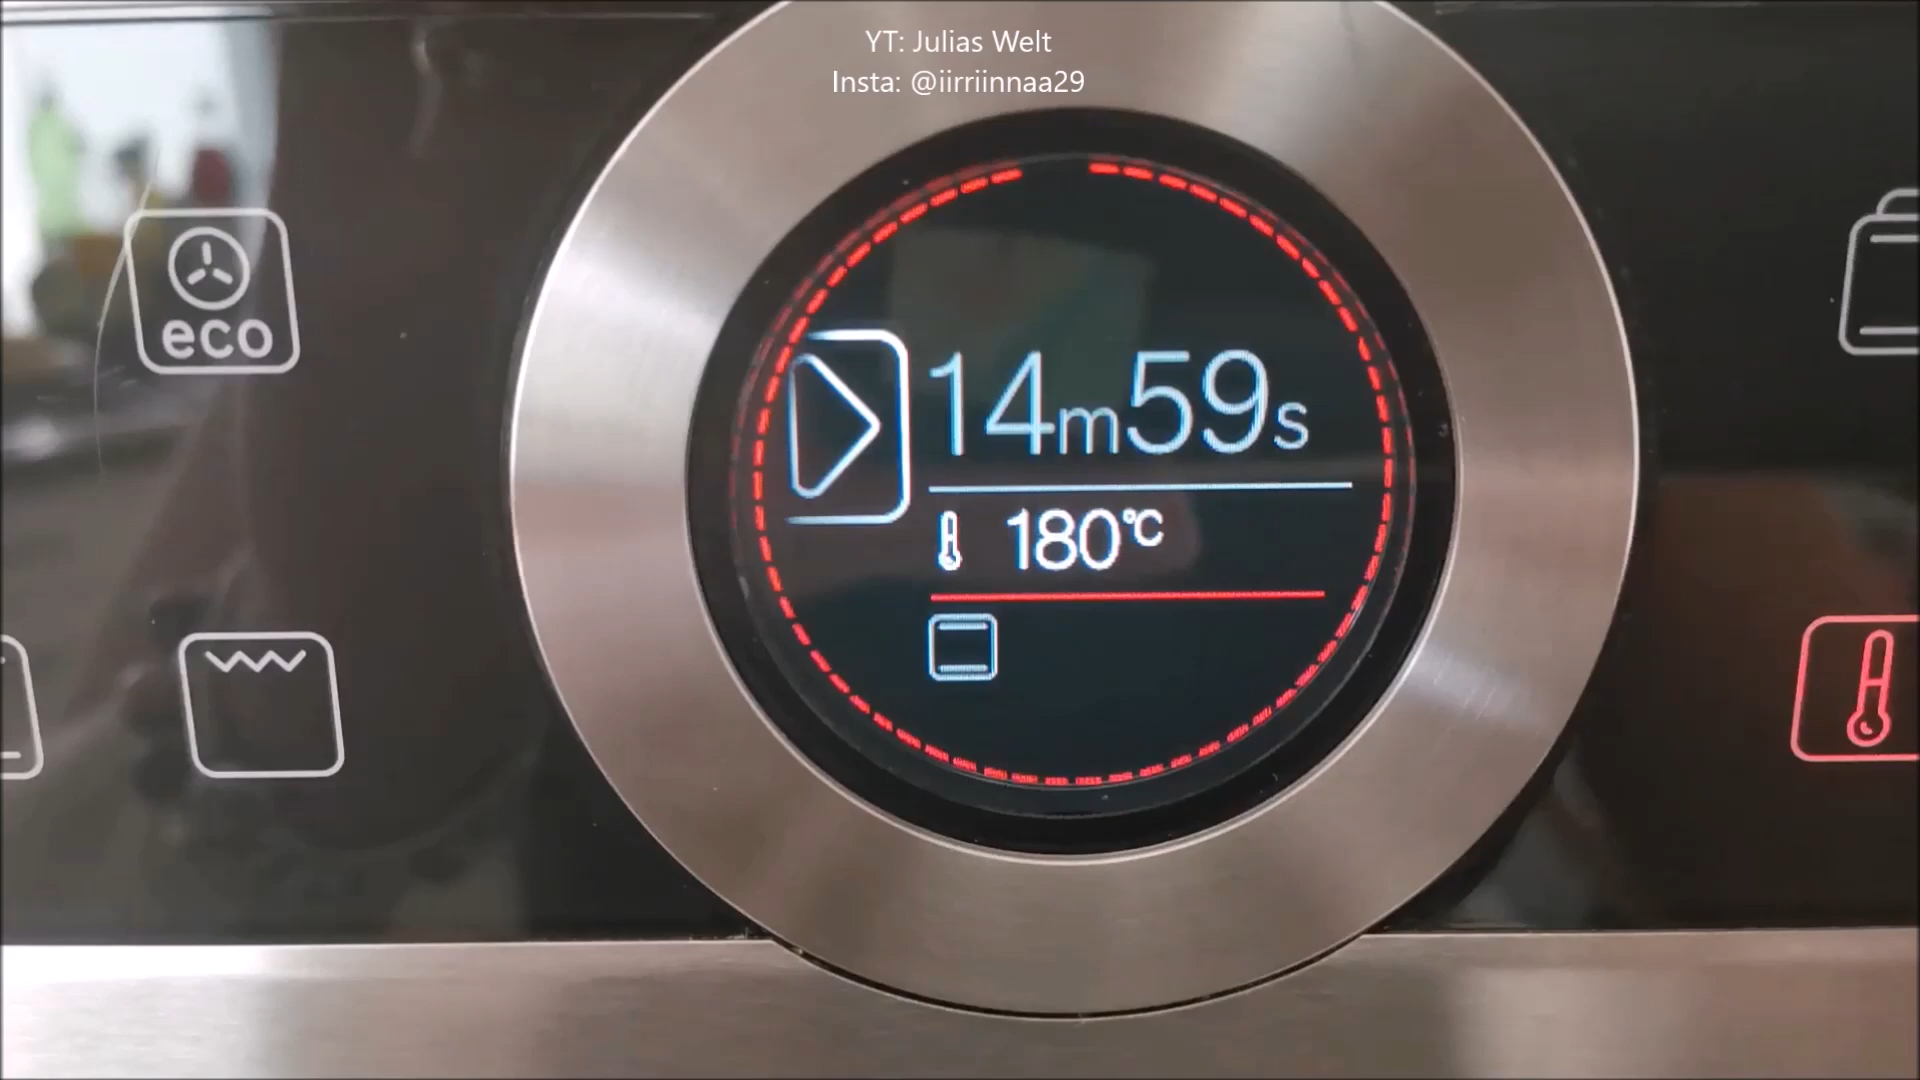 YT: Julias Welt
Insta: @iirriinnaa29
eco
14m59s
180°C